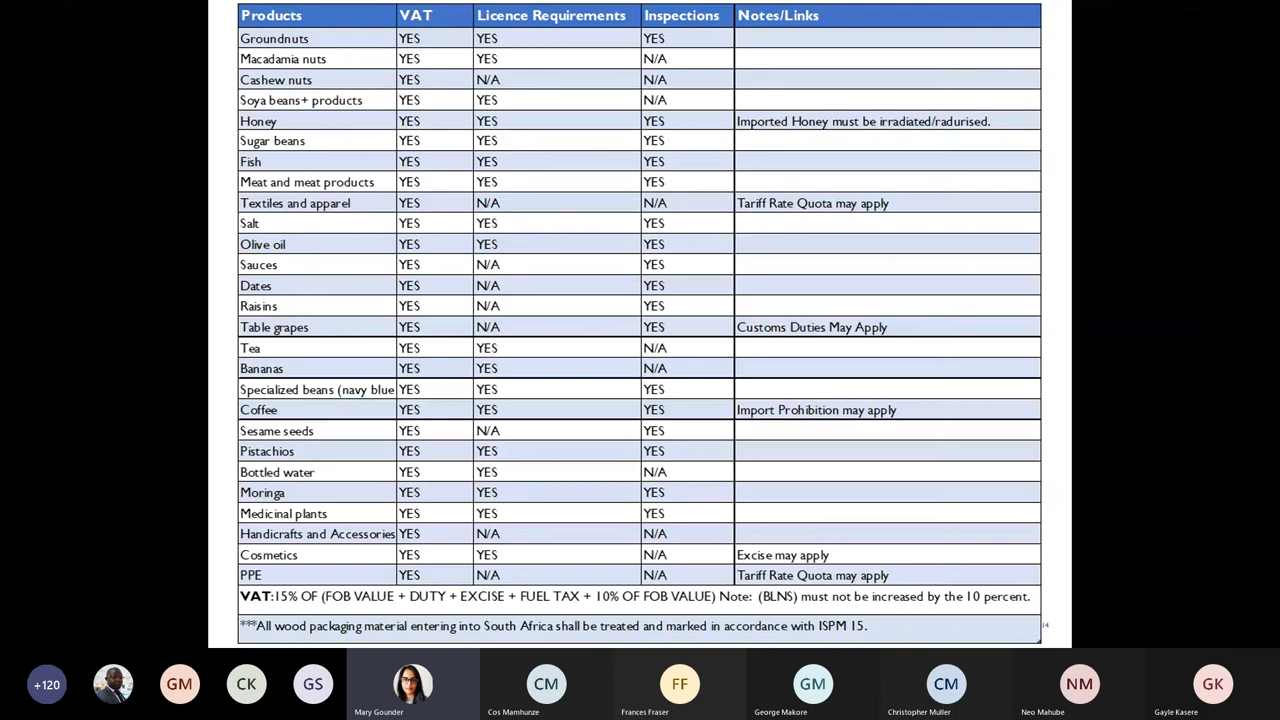 Products VAT Licence Requirements Inspections Notes/Links
Groundnuts YES YES YES
Macadamia nuts YES YES N/A
Cashew nuts YES N/A N/A
Soya beans+ products YES YES N/A
Honey YES YES YES Imported Honey must be irradiated/radurised.
Sugar beans YES YES YES
Fish YES YES YES
Meat and meat products YES YES YES
Textiles and apparel YES N/A N/A Tariff Rate Quota may apply
Salt YES YES YES
Olive oil YES YES YES
Sauces YES N/A YES
Dates YES N/A YES
Raisins YES N/A YES
Table grapes YES N/A YES Customs Duties May Apply
Tea YES YES N/A
Bananas YES YES N/A
Specialized beans (navy blue YES YES YES
Coffee YES YES YES Import Prohibition may apply
Sesame seeds YES N/A YES
Pistachios YES YES YES
Bottled water YES YES N/A
Moringa YES YES YES
Medicinal plants YES YES YES
Handicrafts and Accessories YES N/A N/A
Cosmetics YES YES N/A Excise may apply
PPE YES N/A N/A Tariff Rate Quota may apply
VAT:15% OF (FOB VALUE + DUTY + EXCISE + FUEL TAX + 10% OF FOB VALUE) Note: (BLNS) must not be increased by the 10 percent.
***All wood packaging material entering into South Africa shall be treated and marked in accordance with ISPM 15.
14
+120 GM CK GS CM FF GM CM NM GK
Mary Gounder Cos Mamhunze Frances Fraser George Makore Christopher Muller Neo Mahube Gayle Kasere